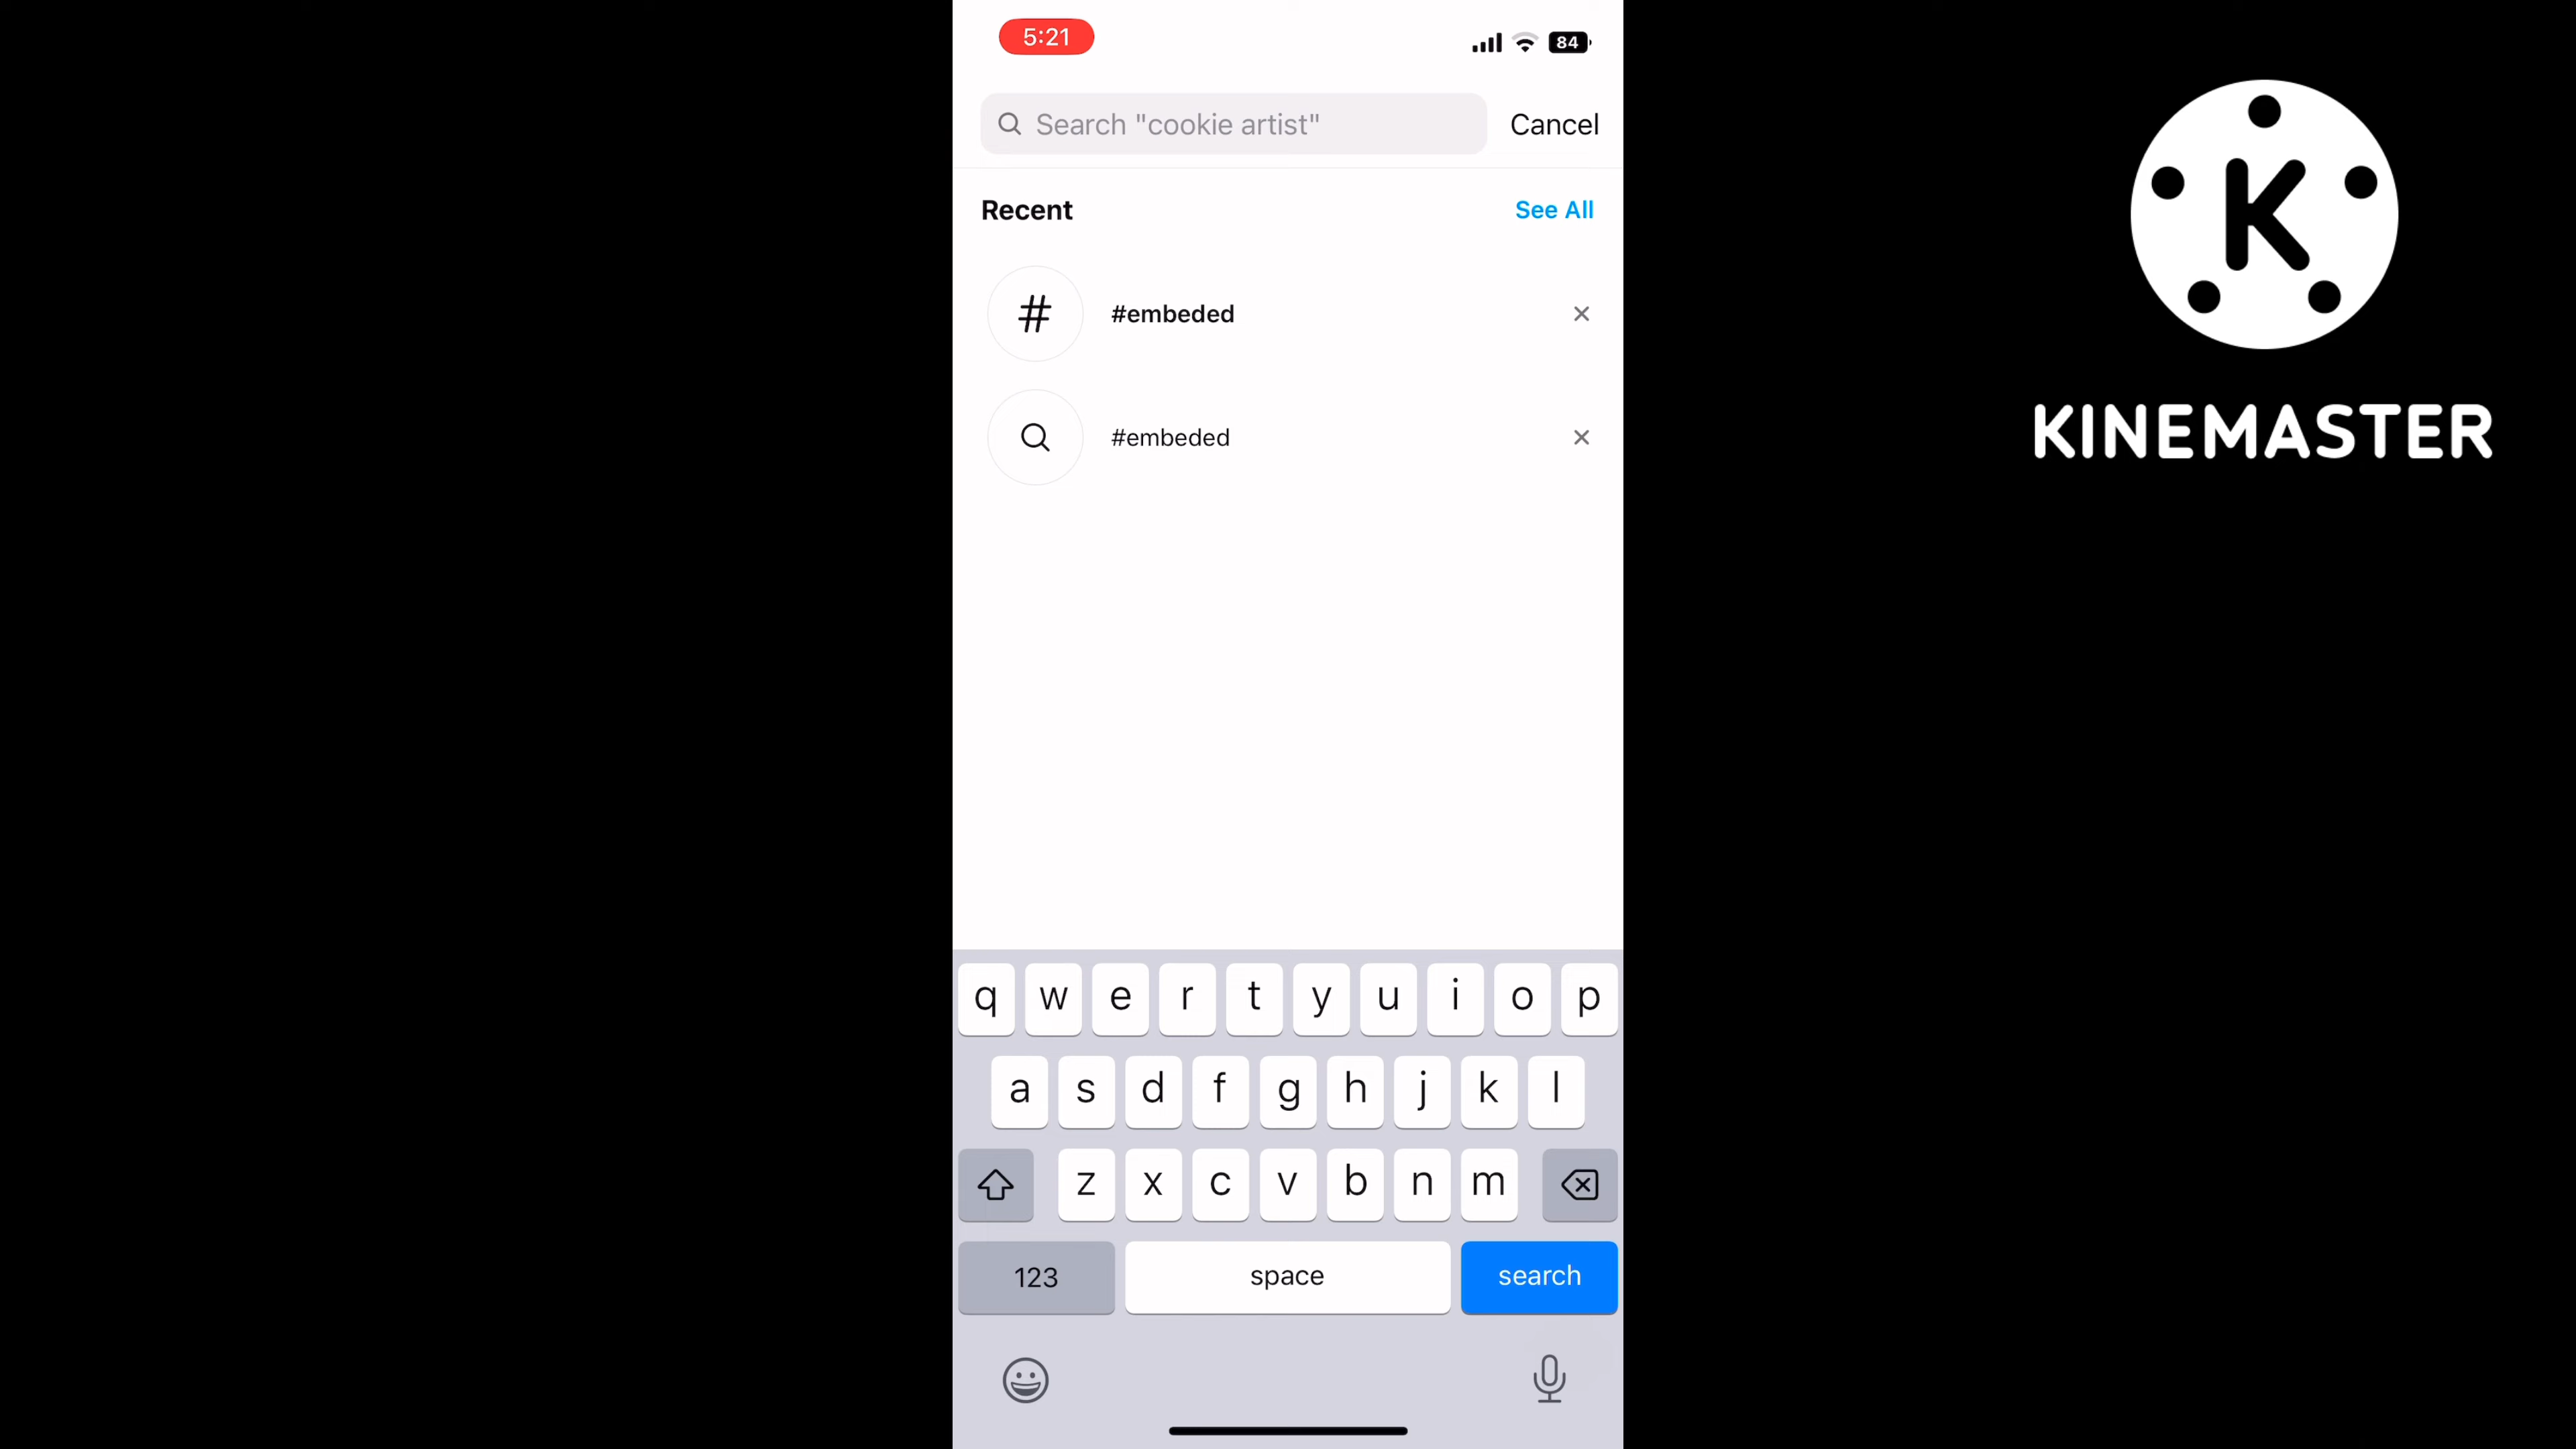 5:21
84
Search "cookie artist"
Cancel
Recent
See All
#
#embeded
#embeded
K
KINEMASTER
q w e r t y u i o p
a s d f g h j k l
z x c v b n m
123
space
search